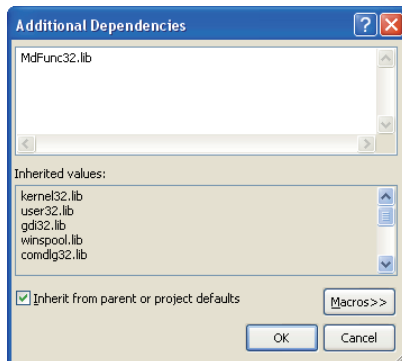 Additional Dependencies
MdFunc32.lib
Inherited values:
kernel32.lib
user32.lib
gdi32.lib
winspool.lib
comdlg32.lib
Inherit from parent or project defaults
Macros>>
OK
Cancel